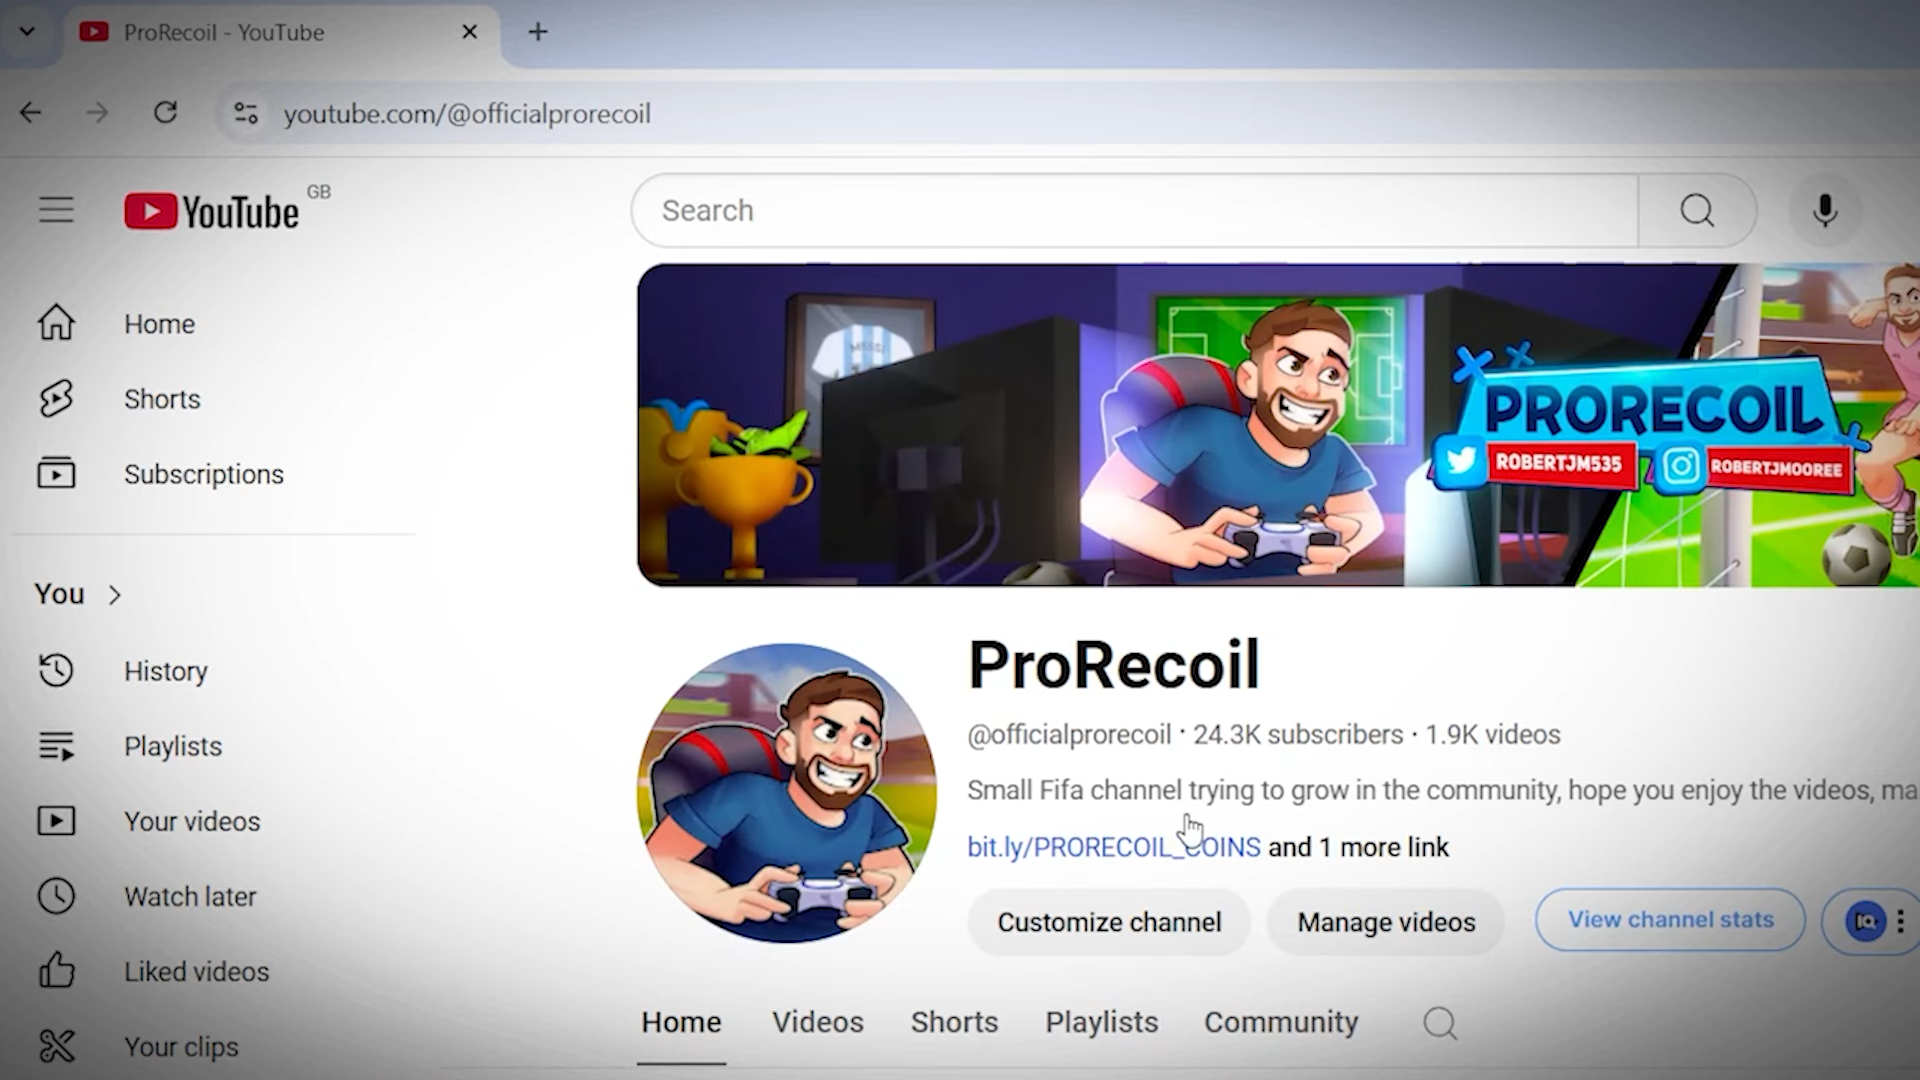 ProRecoil - YouTube
youtube.com/@officialprorecoil
YouTube GB
Search
Home
Shorts
Subscriptions
You
History
Playlists
Your videos
Watch later
Liked videos
Your clips
MESSI
PRORECOIL
ROBERTJM535
ROBERTJMOOREE
ProRecoil
@officialprorecoil · 24.3K subscribers · 1.9K videos
Small Fifa channel trying to grow in the community, hope you enjoy the videos, ma
bit.ly/PRORECOIL_COINS and 1 more link
Customize channel
Manage videos
View channel stats
Home Videos Shorts Playlists Community